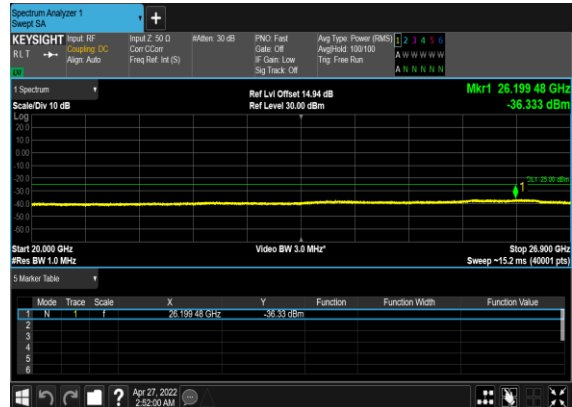 Spectrum Analyzer 1
Swept SA
+
KEYSIGHT Input: RF Input Z: 50 Ω #Atten: 30 dB PNO: Fast Avg Type: Power (RMS) 1 2 3 4 5 6
RLT Coupling: DC Corr CCorr Gate: Off Avg|Hold: 100/100 A W W W W W
Align: Auto Freq Ref: Int (S) IF Gain: Low Trig: Free Run
Sig Track: Off A N N N N N
1 Spectrum Ref Lvl Offset 14.94 dB Mkr1 26.199 48 GHz
Scale/Div 10 dB Ref Level 30.00 dBm -36.333 dBm
Log
20.0
10.0
0.00
-10.0
-20.0 DL1 -25.00 dBm
-30.0 1
-40.0
-50.0
-60.0
Start 20.000 GHz Video BW 3.0 MHz* Stop 26.900 GHz
#Res BW 1.0 MHz Sweep ~15.2 ms (40001 pts)
5 Marker Table
Mode Trace Scale X Y Function Function Width Function Value
1 N 1 f 26.199 48 GHz -36.33 dBm
2
3
4
5
6
? Apr 27, 2022
2:52:00 AM